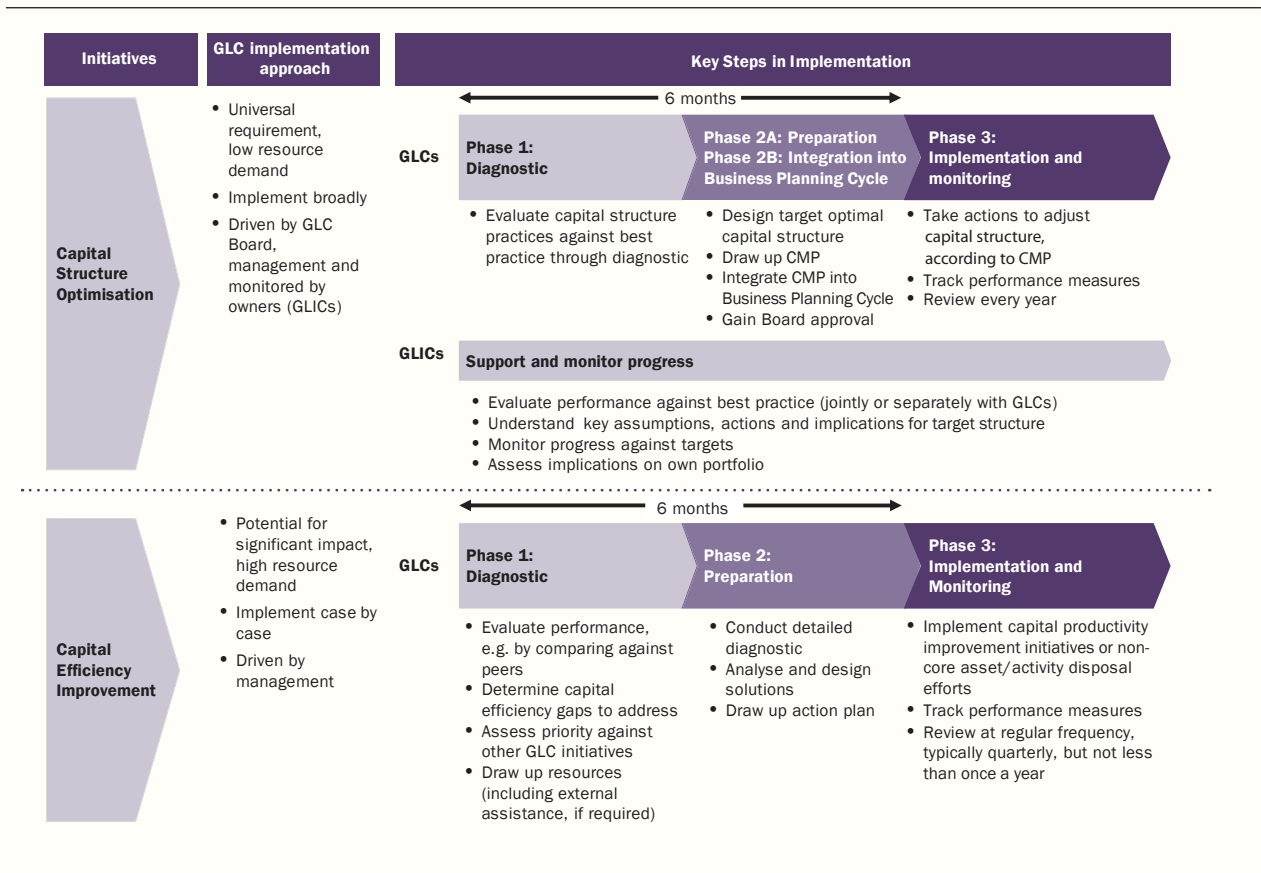 Initiatives
GLC implementation
approach
Key Steps in Implementation
Capital
Structure
Optimisation
• Universal
requirement,
low resource
demand
• Implement broadly
• Driven by GLC
Board,
management and
monitored by
owners (GLICs)
6 months
GLCs
Phase 1:
Diagnostic
Phase 2A: Preparation
Phase 2B: Integration into
Business Planning Cycle
Phase 3:
Implementation and
monitoring
• Evaluate capital structure
practices against best
practice through diagnostic
• Design target optimal
capital structure
• Draw up CMP
• Integrate CMP into
Business Planning Cycle
• Gain Board approval
• Take actions to adjust
capital structure,
according to CMP
• Track performance measures
• Review every year
GLICs
Support and monitor progress
• Evaluate performance against best practice (jointly or separately with GLCs)
• Understand key assumptions, actions and implications for target structure
• Monitor progress against targets
• Assess implications on own portfolio
Capital
Efficiency
Improvement
• Potential for
significant impact,
high resource
demand
• Implement case by
case
• Driven by
management
6 months
GLCs
Phase 1:
Diagnostic
Phase 2:
Preparation
Phase 3:
Implementation and
Monitoring
• Evaluate performance,
e.g. by comparing against
peers
• Determine capital
efficiency gaps to address
• Assess priority against
other GLC initiatives
• Draw up resources
(including external
assistance, if required)
• Conduct detailed
diagnostic
• Analyse and design
solutions
• Draw up action plan
• Implement capital productivity
improvement initiatives or non-
core asset/activity disposal
efforts
• Track performance measures
• Review at regular frequency,
typically quarterly, but not less
than once a year